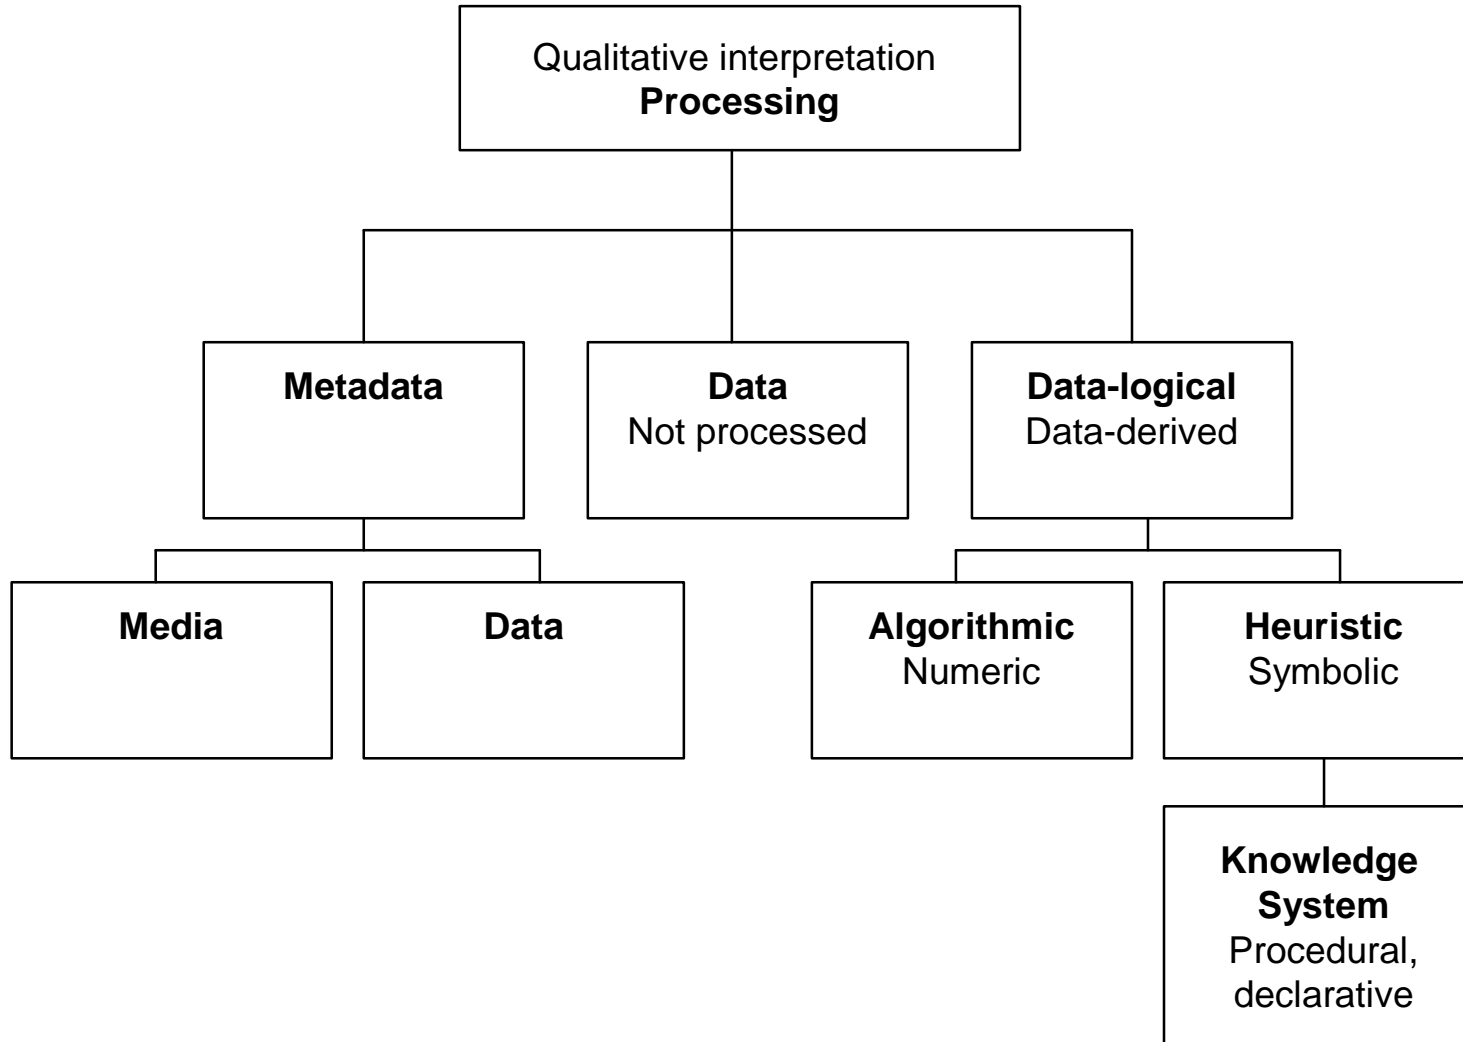 Qualitative interpretation
Processing
Metadata
Data
Not processed
Data-logical
Data-derived
Media
Data
Algorithmic
Numeric
Heuristic
Symbolic
Knowledge
System
Procedural,
declarative